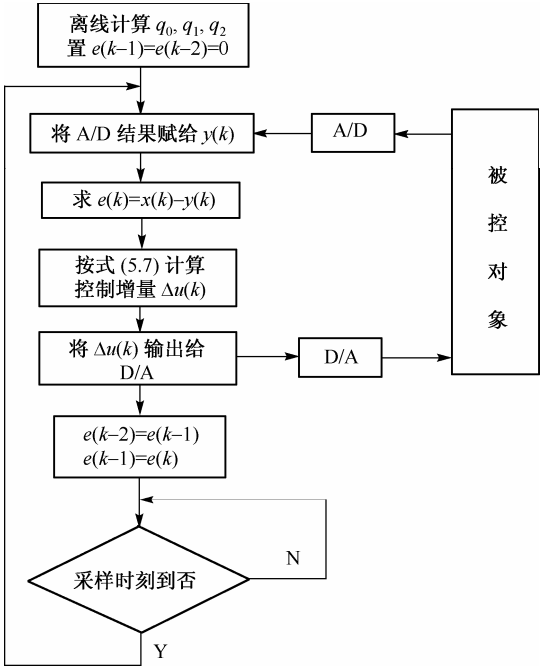 离线计算 q₀, q₁, q₂
置 e(k−1)=e(k−2)=0
将 A/D 结果赋给 y(k)
A/D
求 e(k)=x(k)−y(k)
按式 (5.7) 计算
控制增量 Δu(k)
将 Δu(k) 输出给
D/A
D/A
被
控
对
象
e(k−2)=e(k−1)
e(k−1)=e(k)
采样时刻到否
N
Y